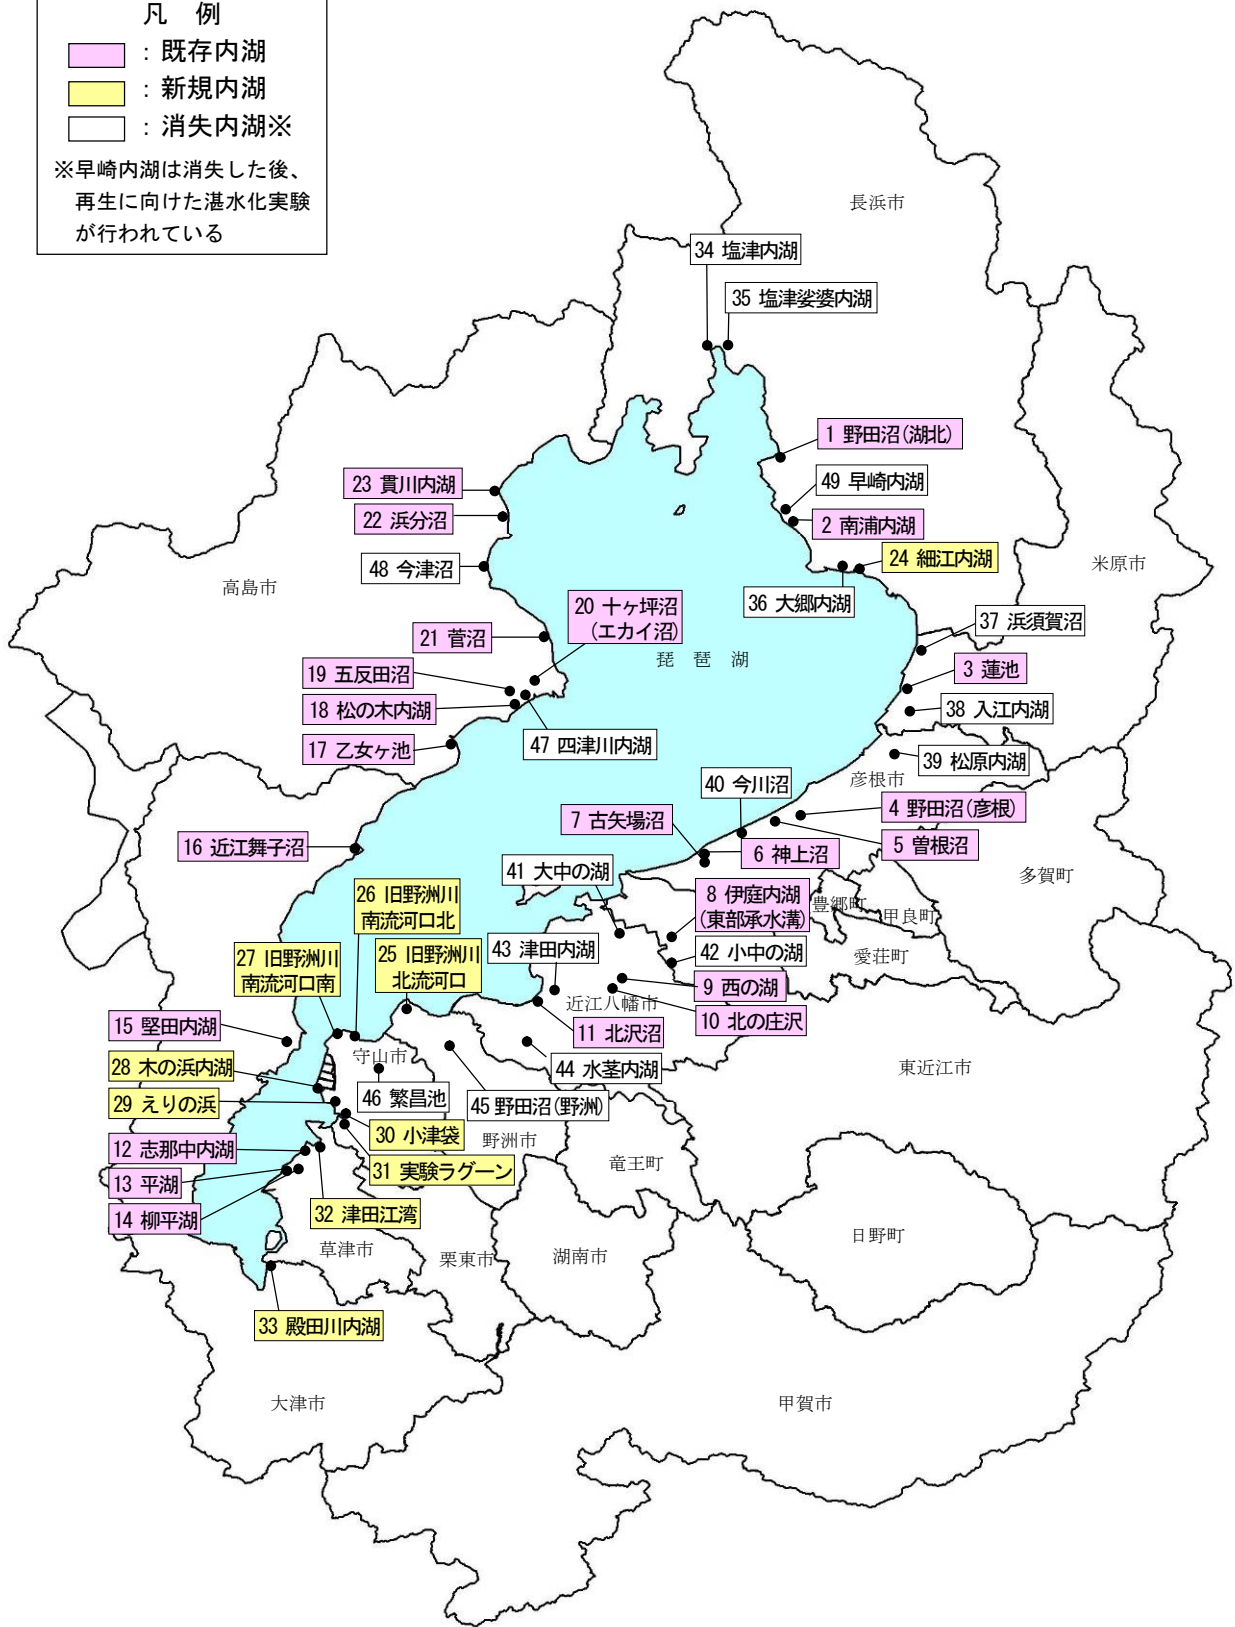 凡 例
：既存内湖
：新規内湖
：消失内湖※
※早崎内湖は消失した後、
再生に向けた湛水化実験
が行われている
長浜市
34 塩津内湖
35 塩津娑婆内湖
1 野田沼(湖北)
23 貫川内湖
49 早崎内湖
22 浜分沼
2 南浦内湖
24 細江内湖
48 今津沼
米原市
高島市
36 大郷内湖
20 十ヶ坪沼
(エカイ沼)
37 浜須賀沼
21 菅沼
琵 琶 湖
3 蓮池
19 五反田沼
18 松の木内湖
38 入江内湖
47 四津川内湖
17 乙女ヶ池
39 松原内湖
彦根市
40 今川沼
4 野田沼(彦根)
7 古矢場沼
5 曽根沼
16 近江舞子沼
6 神上沼
41 大中の湖
多賀町
26 旧野洲川
南流河口北
8 伊庭内湖
(東部承水溝)
豊郷町
甲良町
27 旧野洲川
南流河口南
25 旧野洲川
北流河口
43 津田内湖
42 小中の湖
愛荘町
9 西の湖
近江八幡市
10 北の庄沢
11 北沢沼
15 堅田内湖
守山市
28 木の浜内湖
44 水茎内湖
東近江市
29 えりの浜
46 繁昌池
45 野田沼(野洲)
30 小津袋
野洲市
12 志那中内湖
31 実験ラグーン
竜王町
13 平湖
14 柳平湖
32 津田江湾
日野町
草津市
栗東市
湖南市
33 殿田川内湖
大津市
甲賀市